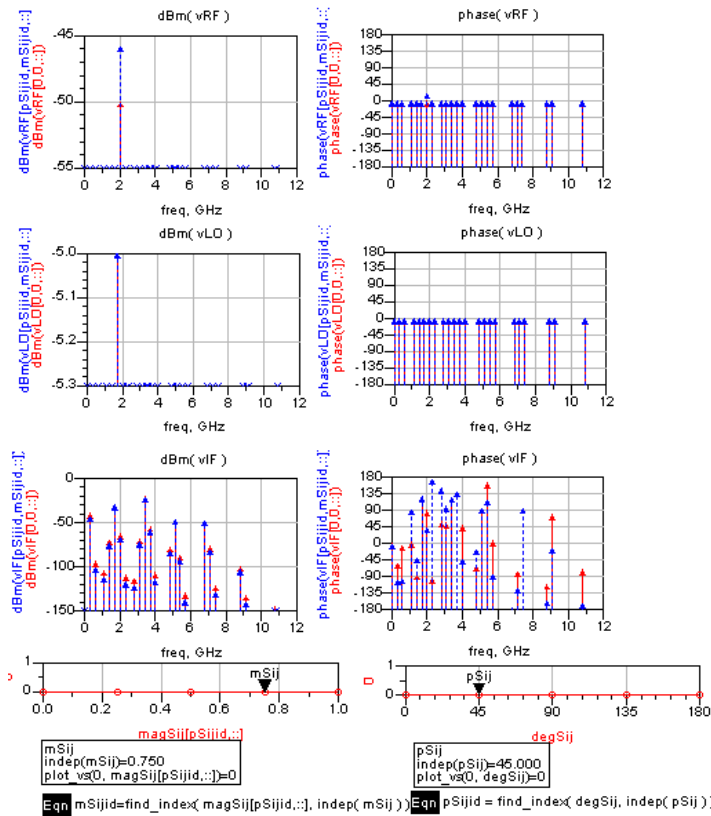 dBm( vRF )
phase( vRF )
dBm(vRF[pSijid,mSijid,::]
dBm(vRF[0,0,::])
-45
-50
-55
0 2 4 6 8 10 12
freq, GHz
phase(vRF[pSijid,mSijid,::]
phase(vRF[0,0,::])
180
135
90
45
0
-45
-90
-135
-180
0 2 4 6 8 10 12
freq, GHz
dBm( vLO )
phase( vLO )
dBm(vLO[pSijid,mSijid,::]
dBm(vLO[0,0,::])
-5.0
-5.1
-5.2
-5.3
0 2 4 6 8 10 12
freq, GHz
phase(vLO[pSijid,mSijid,::]
phase(vLO[0,0,::])
180
135
90
45
0
-45
-90
-135
-180
0 2 4 6 8 10 12
freq, GHz
dBm( vIF )
phase( vIF )
dBm(vIF[pSijid,mSijid,::]
dBm(vIF[0,0,::])
0
-50
-100
-150
0 2 4 6 8 10 12
freq, GHz
phase(vIF[pSijid,mSijid,::]
phase(vIF[0,0,::])
180
135
90
45
0
-45
-90
-135
-180
0 2 4 6 8 10 12
freq, GHz
mSij
1
0
0.0 0.2 0.4 0.6 0.8 1.0
magSij[pSijid,::]
pSij
0
1
0
0 45 90 135 180
degSij
mSij
indep(mSij)=0.750
plot_vs(0, magSij[pSijid,::])=0
pSij
indep(pSij)=45.000
plot_vs(0, degSij)=0
Eqn mSijid=find_index( magSij[pSijid,::], indep( mSij ) )
Eqn pSijid = find_index( degSij, indep( pSij ) )